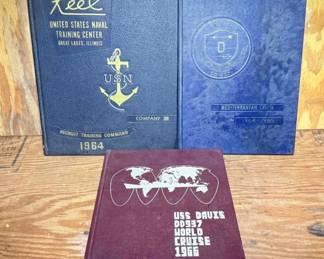 Keel
UNITED STATES NAVAL
TRAINING CENTER
GREAT LAKES, ILLINOIS
USN
COMPANY
RECRUIT TRAINING COMMAND
1964
D
MEDITERRANEAN CRUISE
USS DAVIS
DD937
WORLD
CRUISE
1966